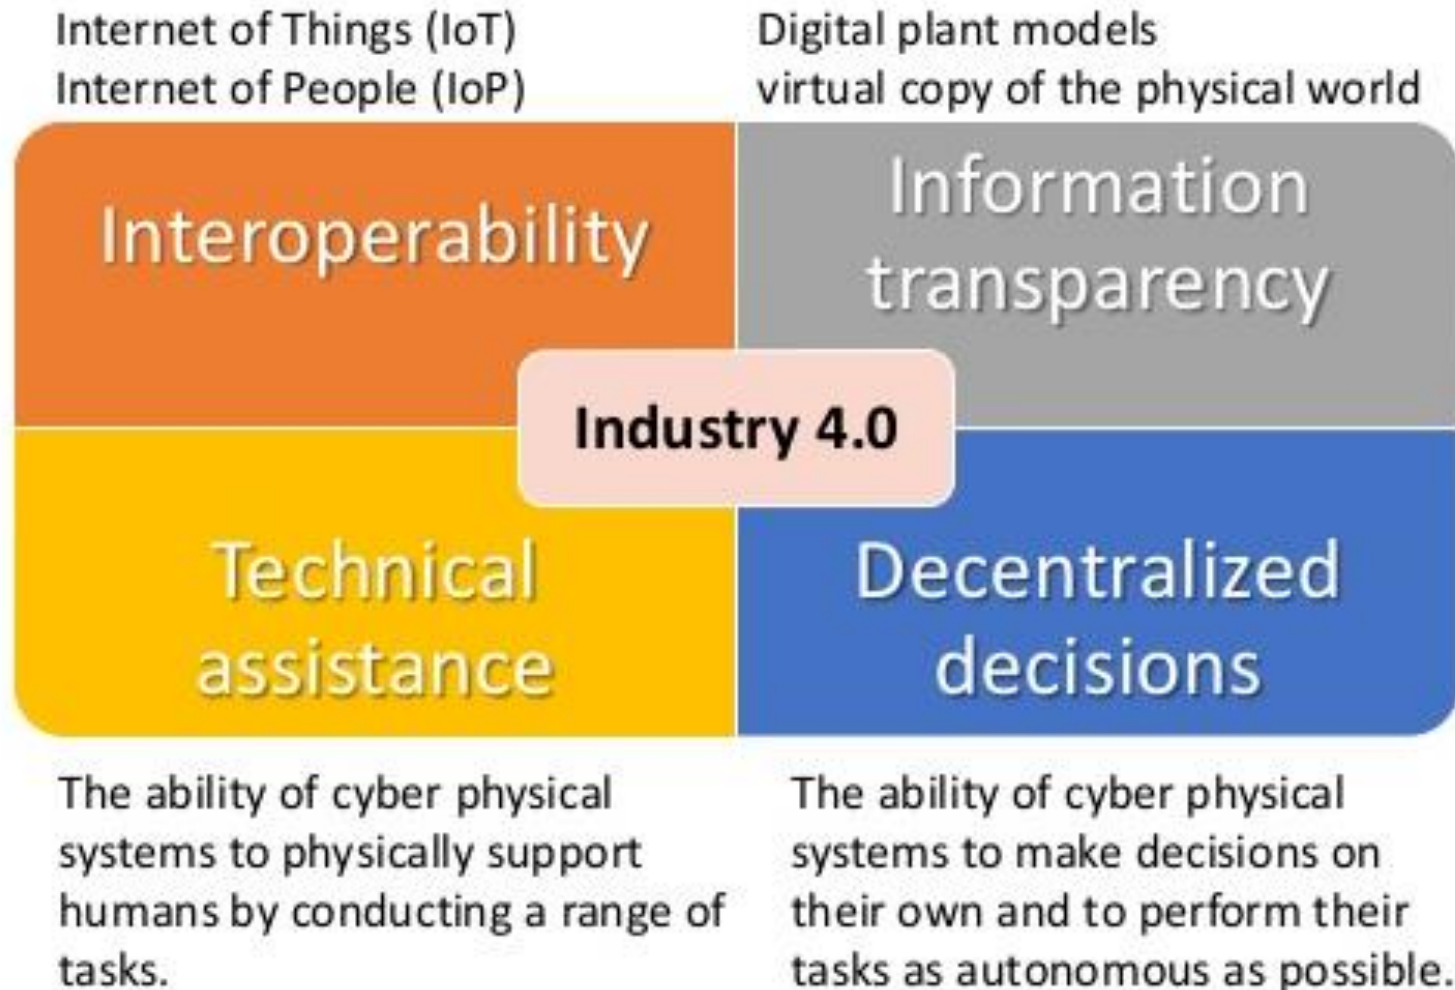 Internet of Things (IoT)
Internet of People (IoP)
Digital plant models
virtual copy of the physical world
Interoperability
Information
transparency
Industry 4.0
Technical
assistance
Decentralized
decisions
The ability of cyber physical
systems to physically support
humans by conducting a range of
tasks.
The ability of cyber physical
systems to make decisions on
their own and to perform their
tasks as autonomous as possible.